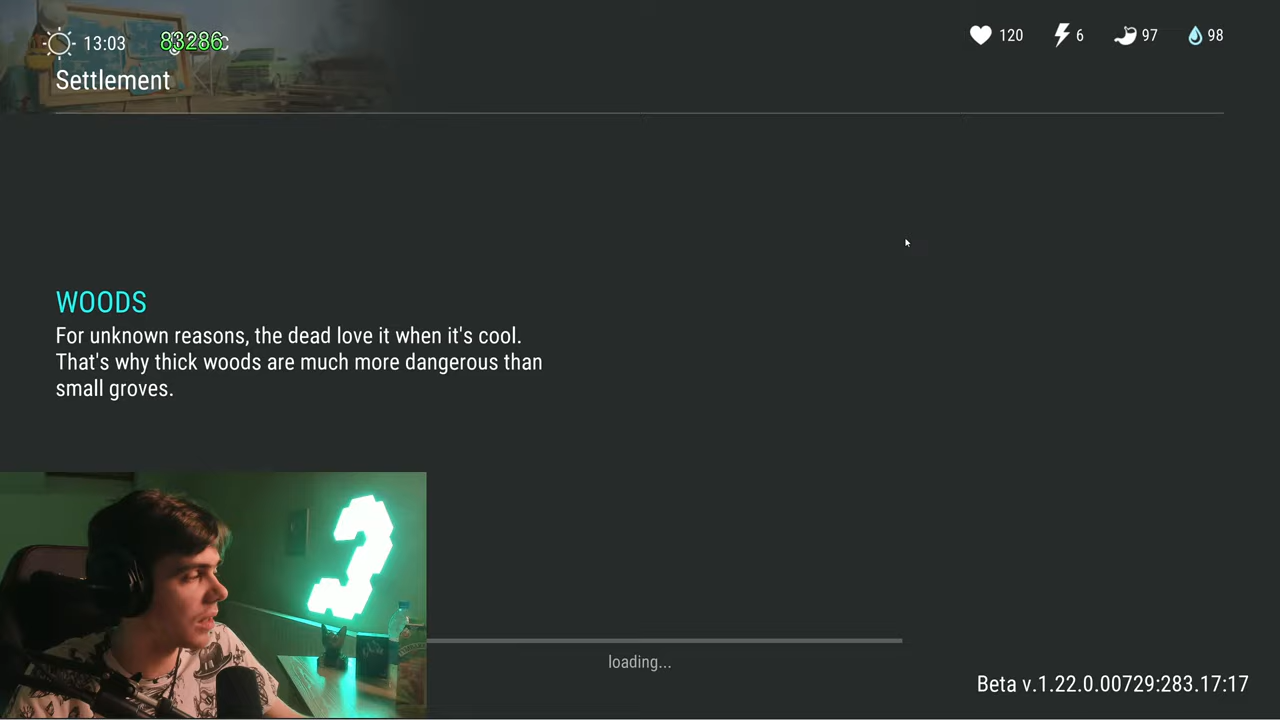 13:03
83286
120
6
97
98
Settlement
WOODS
For unknown reasons, the dead love it when it's cool.
That's why thick woods are much more dangerous than
small groves.
loading...
Beta v.1.22.0.00729:283.17:17